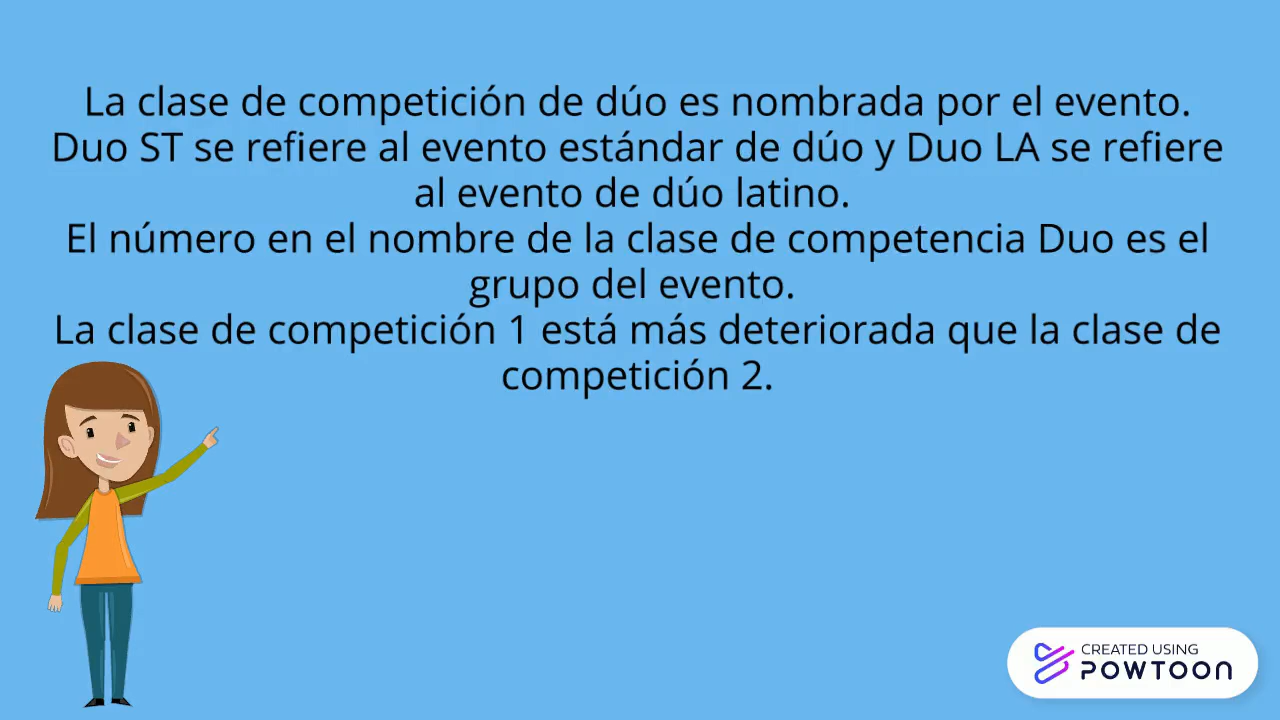 La clase de competición de dúo es nombrada por el evento.
Duo ST se refiere al evento estándar de dúo y Duo LA se refiere
al evento de dúo latino.
El número en el nombre de la clase de competencia Duo es el
grupo del evento.
La clase de competición 1 está más deteriorada que la clase de
competición 2.
CREATED USING
POWTOON